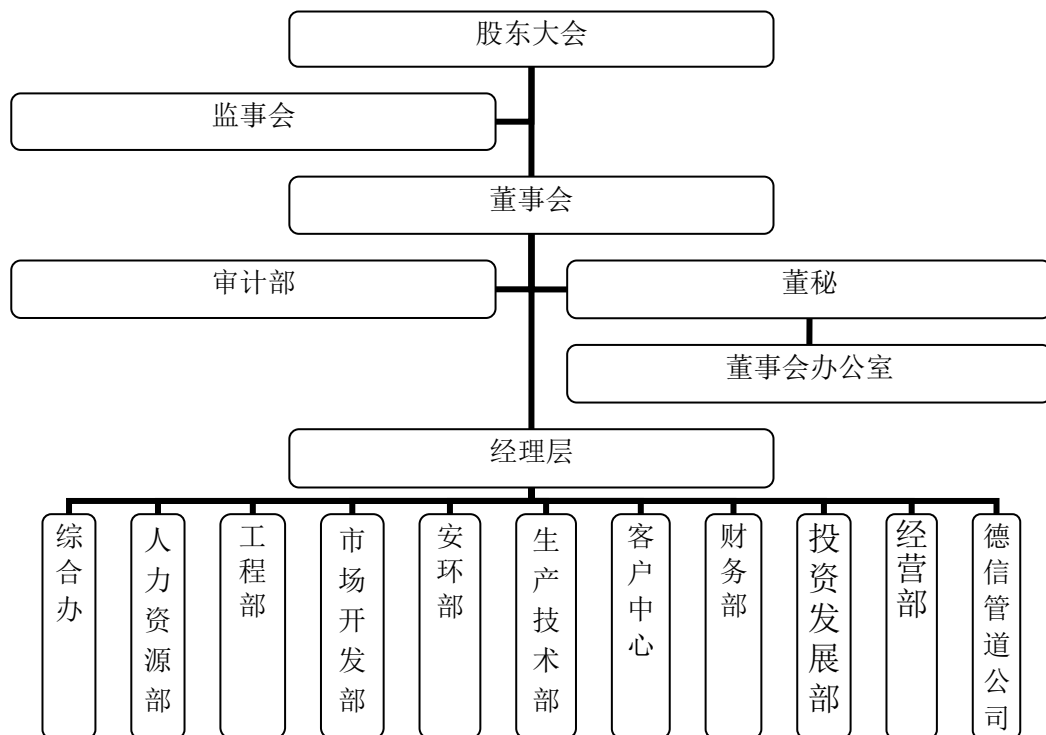 股东大会
监事会
董事会
审计部
董秘
董事会办公室
经理层
综合办
人力资源部
工程部
市场开发部
安环部
生产技术部
客户中心
财务部
投资发展部
经营部
德信管道公司